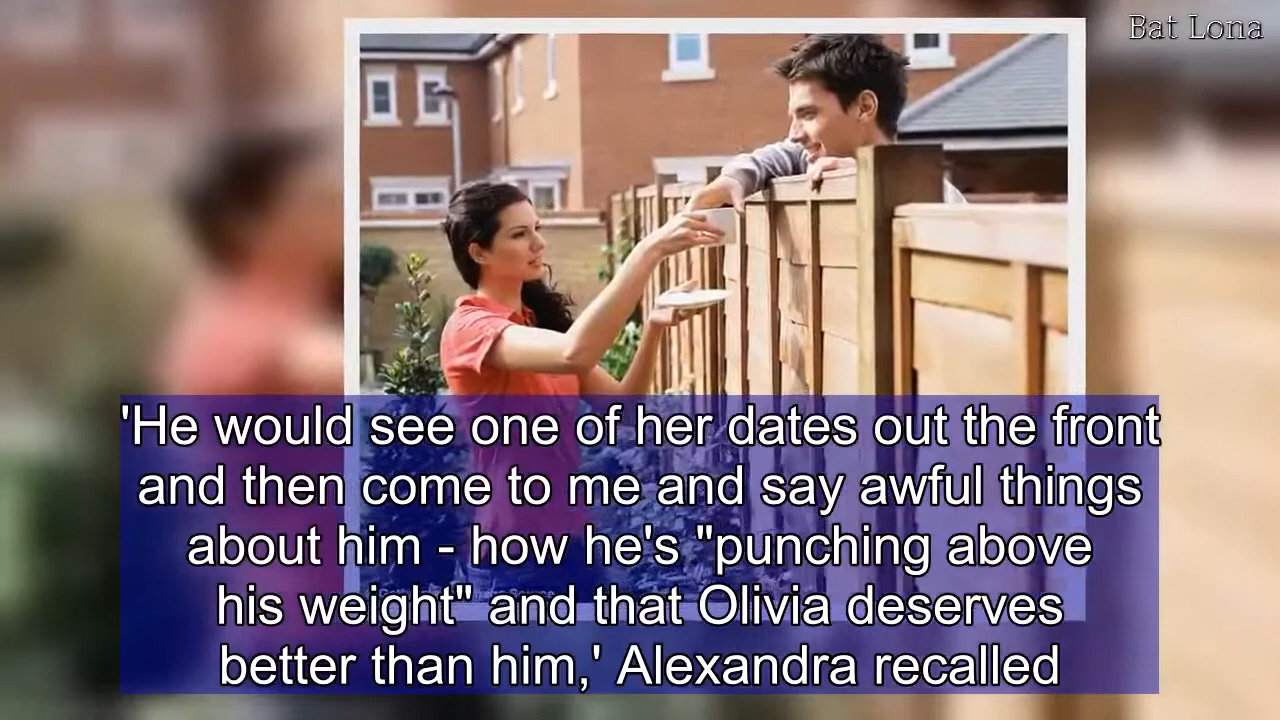 Bat Lona
'He would see one of her dates out the front
and then come to me and say awful things
about him - how he's "punching above
his weight" and that Olivia deserves
better than him,' Alexandra recalled